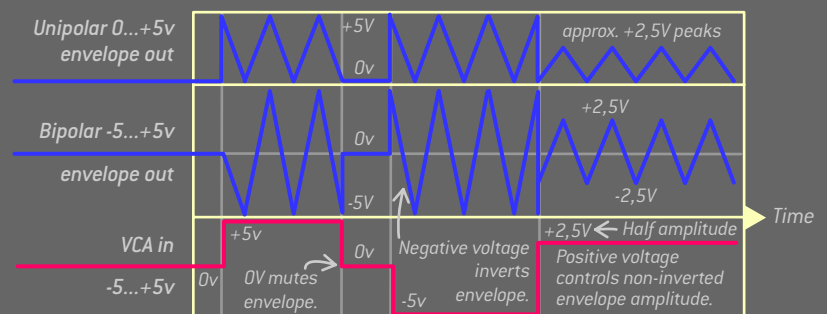 Unipolar 0...+5v
envelope out
+5V
0v
approx. +2,5V peaks
Bipolar -5...+5v
envelope out
0v
-5V
+2,5V
-2,5V
Time
VCA in
-5...+5v
0v
+5v
0V mutes
envelope.
0v
-5v
Negative voltage
inverts
envelope.
+2,5V
Half amplitude
Positive voltage
controls non-inverted
envelope amplitude.